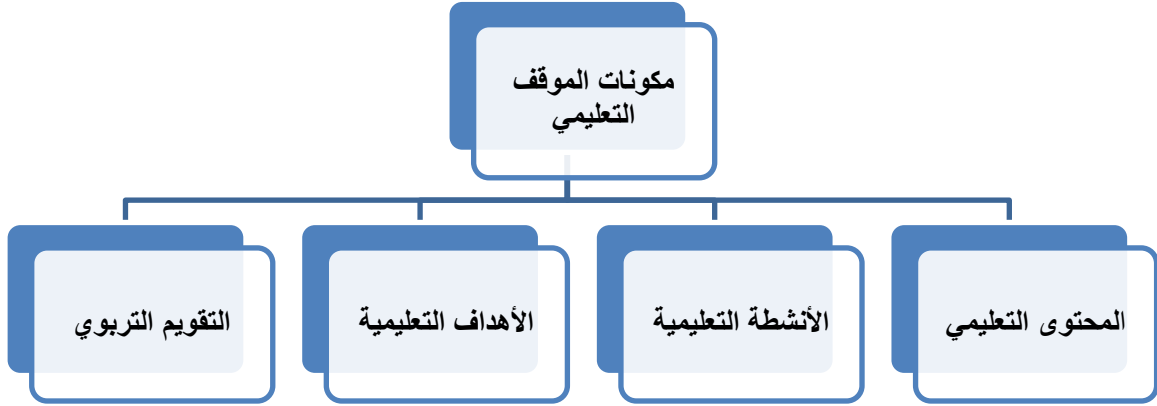 مكونات الموقف
التعليمي
المحتوى التعليمي
الأنشطة التعليمية
الأهداف التعليمية
التقويم التربوي